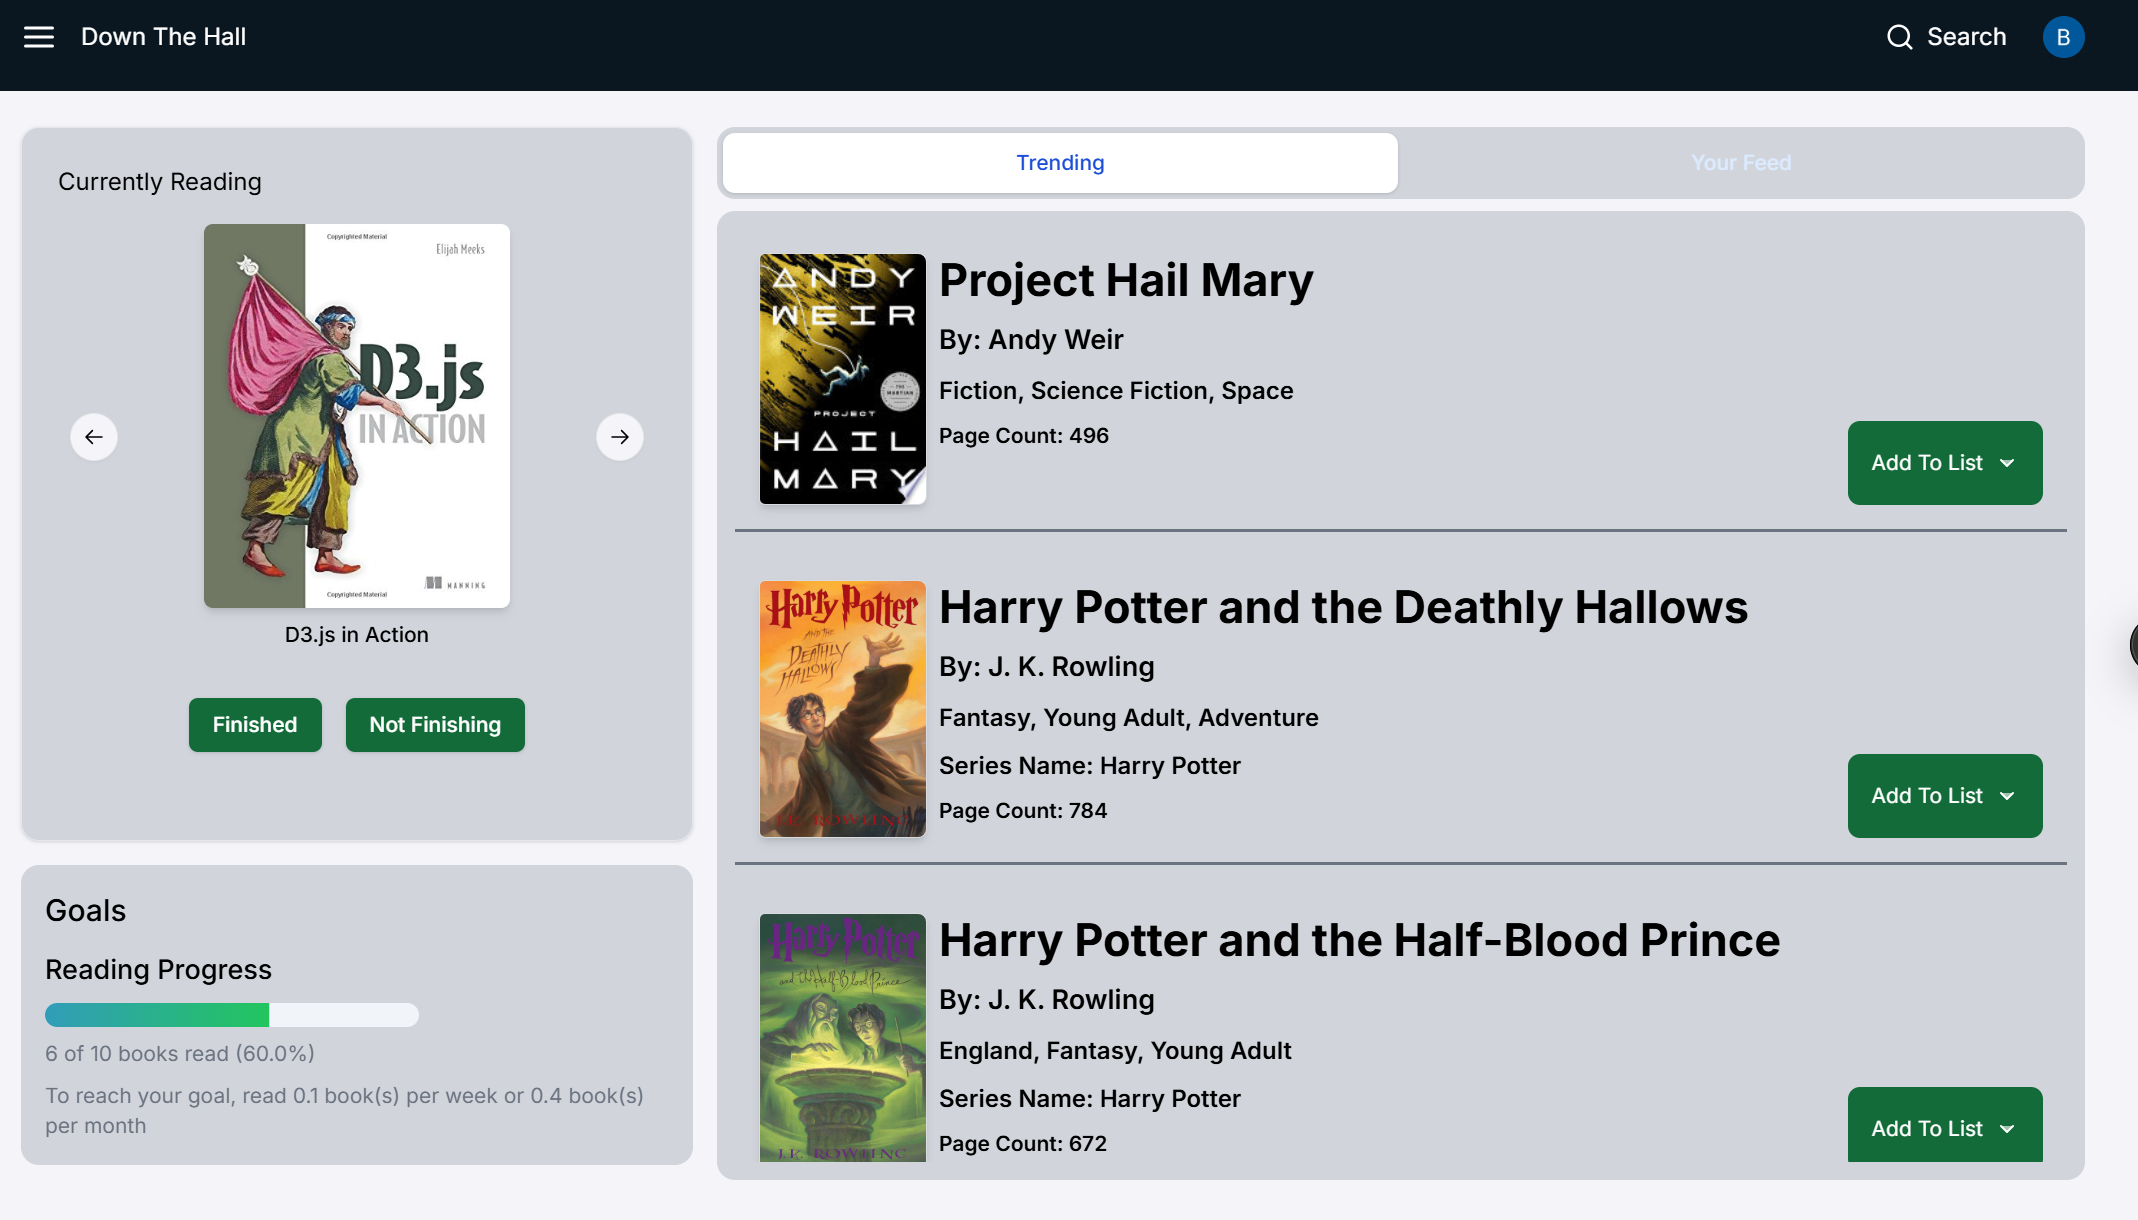 Down The Hall
Search
B
Currently Reading
Copyrighted Material
Elijah Meeks
D3.js
IN ACTION
MANNING
Copyrighted Material
D3.js in Action
Finished
Not Finishing
Goals
Reading Progress
6 of 10 books read (60.0%)
To reach your goal, read 0.1 book(s) per week or 0.4 book(s)
per month
Trending
Your Feed
ANDY
WEIR
PROJECT
HAIL
MARY
Project Hail Mary
By: Andy Weir
Fiction, Science Fiction, Space
Page Count: 496
Add To List
Harry Potter
AND THE
DEATHLY
HALLOWS
J.K. ROWLING
Harry Potter and the Deathly Hallows
By: J. K. Rowling
Fantasy, Young Adult, Adventure
Series Name: Harry Potter
Page Count: 784
Add To List
Harry Potter
and the Half-Blood Prince
J.K. ROWLING
Harry Potter and the Half-Blood Prince
By: J. K. Rowling
England, Fantasy, Young Adult
Series Name: Harry Potter
Page Count: 672
Add To List